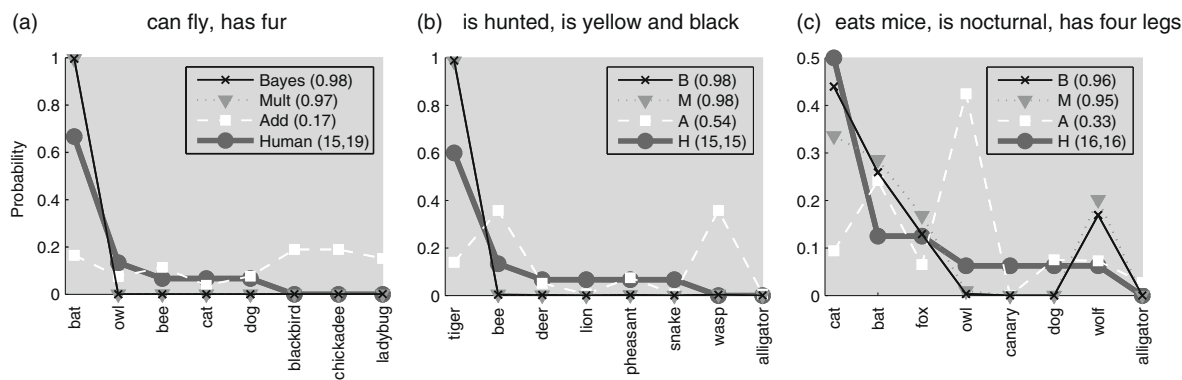 (a) can fly, has fur
1
0.8
0.6
0.4
0.2
0
Probability
Bayes (0.98)
Mult (0.97)
Add (0.17)
Human (15,19)
bat
owl
bee
cat
dog
blackbird
chickadee
ladybug
(b) is hunted, is yellow and black
1
0.8
0.6
0.4
0.2
0
B (0.98)
M (0.98)
A (0.54)
H (15,15)
tiger
bee
deer
lion
pheasant
snake
wasp
alligator
(c) eats mice, is nocturnal, has four legs
0.5
0.4
0.3
0.2
0.1
0
B (0.96)
M (0.95)
A (0.33)
H (16,16)
cat
bat
fox
owl
canary
dog
wolf
alligator